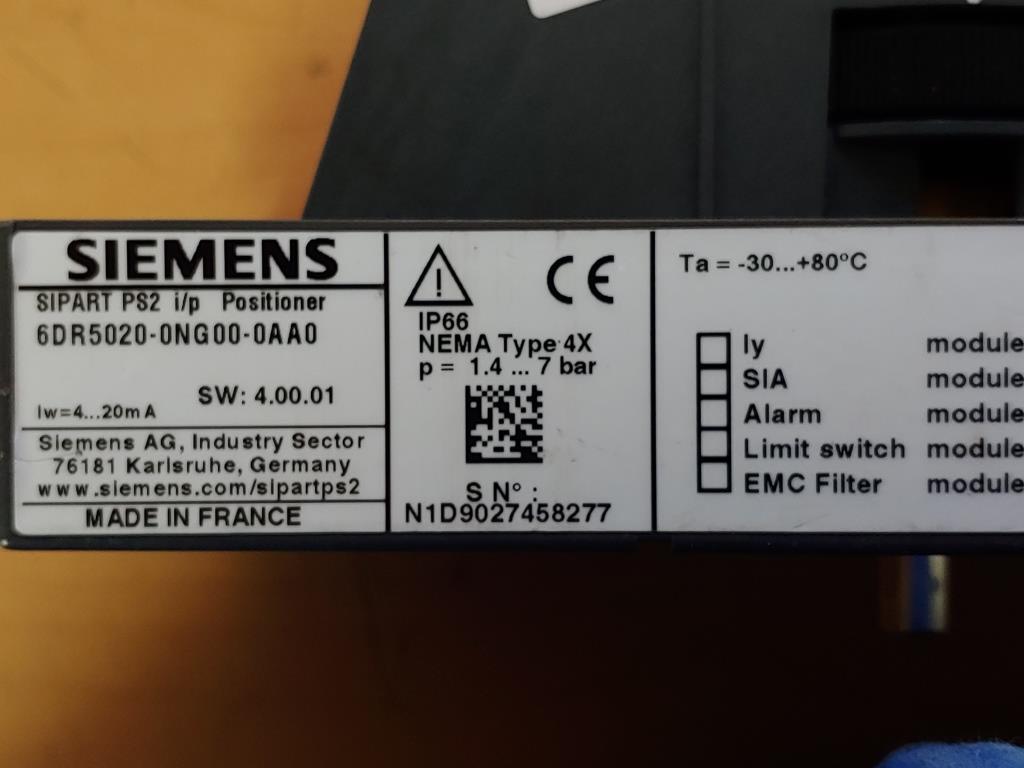 SIEMENS
SIPART PS2 i/p Positioner
6DR5020-0NG00-0AA0
SW: 4.00.01
Iw=4...20mA
Siemens AG, Industry Sector
76181 Karlsruhe, Germany
www.siemens.com/sipartps2
MADE IN FRANCE
CE
IP66
NEMA Type 4X
p = 1.4 ... 7 bar
S N° :
N1D9027458277
Ta = -30...+80°C
Iy module
SIA module
Alarm module
Limit switch module
EMC Filter module